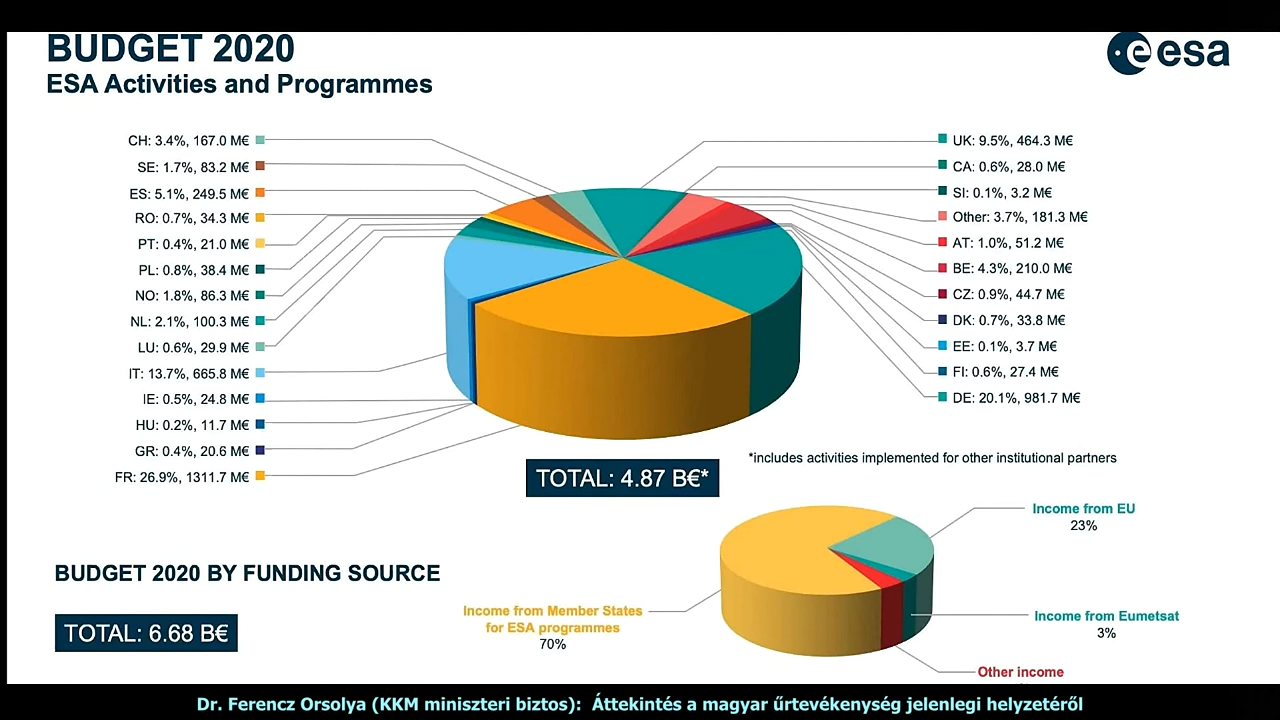 BUDGET 2020
ESA Activities and Programmes
esa
CH: 3.4%, 167.0 M€
SE: 1.7%, 83.2 M€
ES: 5.1%, 249.5 M€
RO: 0.7%, 34.3 M€
PT: 0.4%, 21.0 M€
PL: 0.8%, 38.4 M€
NO: 1.8%, 86.3 M€
NL: 2.1%, 100.3 M€
LU: 0.6%, 29.9 M€
IT: 13.7%, 665.8 M€
IE: 0.5%, 24.8 M€
HU: 0.2%, 11.7 M€
GR: 0.4%, 20.6 M€
FR: 26.9%, 1311.7 M€
UK: 9.5%, 464.3 M€
CA: 0.6%, 28.0 M€
SI: 0.1%, 3.2 M€
Other: 3.7%, 181.3 M€
AT: 1.0%, 51.2 M€
BE: 4.3%, 210.0 M€
CZ: 0.9%, 44.7 M€
DK: 0.7%, 33.8 M€
EE: 0.1%, 3.7 M€
FI: 0.6%, 27.4 M€
DE: 20.1%, 981.7 M€
*includes activities implemented for other institutional partners
TOTAL: 4.87 B€*
BUDGET 2020 BY FUNDING SOURCE
TOTAL: 6.68 B€
Income from EU
23%
Income from Member States
for ESA programmes
70%
Income from Eumetsat
3%
Other income
Dr. Ferencz Orsolya (KKM miniszteri biztos): Áttekintés a magyar űrtevékenység jelenlegi helyzetéről